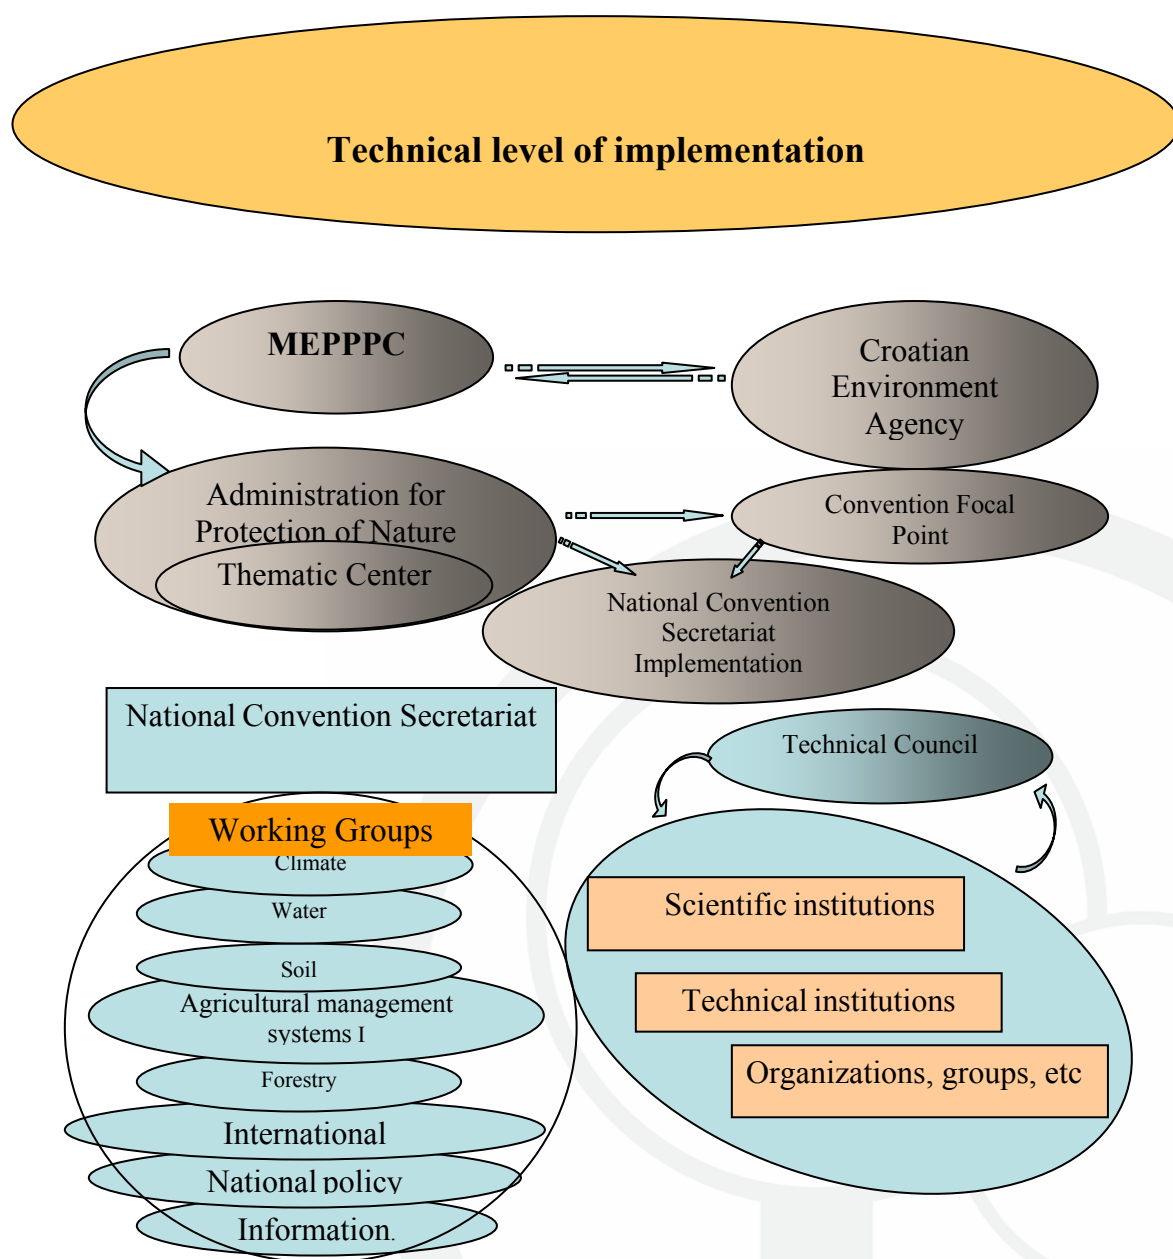 Technical level of implementation
MEPPPC
Croatian
Environment
Agency
Administration for
Protection of Nature
Thematic Center
Convention Focal
Point
National Convention
Secretariat
Implementation
National Convention Secretariat
Technical Council
Working Groups
Climate
Water
Soil
Agricultural management
systems I
Forestry
International
National policy
Information.
Scientific institutions
Technical institutions
Organizations, groups, etc